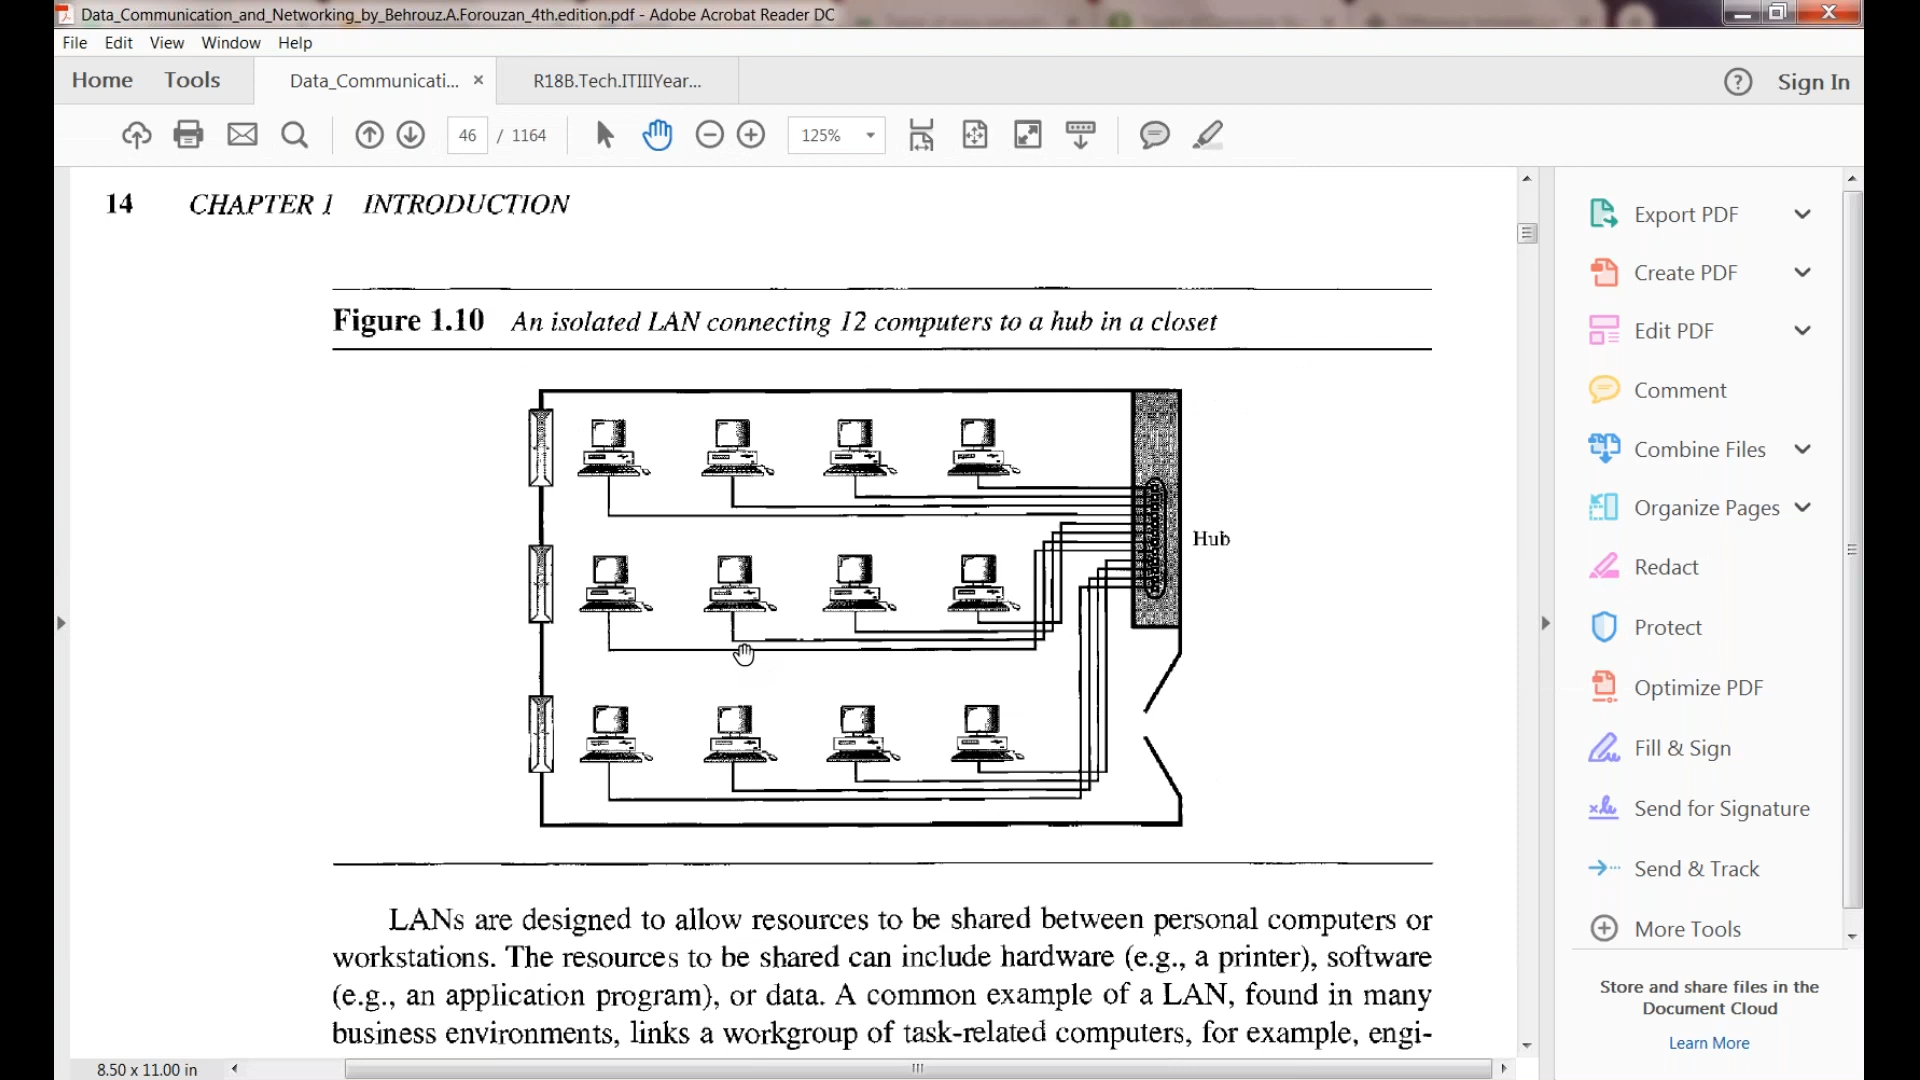 Data_Communication_and_Networking_by_Behrouz.A.Forouzan_4th.edition.pdf - Adobe Acrobat Reader DC
File Edit View Window Help
Home Tools Data_Communicati... × R18B.Tech.ITIIIYear... Sign In
46 / 1164 125%
14 CHAPTER 1 INTRODUCTION
Figure 1.10 An isolated LAN connecting 12 computers to a hub in a closet
Hub
LANs are designed to allow resources to be shared between personal computers or
workstations. The resources to be shared can include hardware (e.g., a printer), software
(e.g., an application program), or data. A common example of a LAN, found in many
business environments, links a workgroup of task-related computers, for example, engi-
8.50 x 11.00 in
Export PDF
Create PDF
Edit PDF
Comment
Combine Files
Organize Pages
Redact
Protect
Optimize PDF
Fill & Sign
Send for Signature
Send & Track
More Tools
Store and share files in the
Document Cloud
Learn More